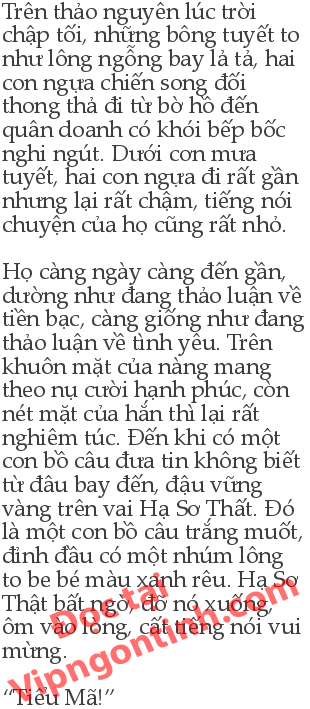 Trên thảo nguyên lúc trời
chập tối, những bông tuyết to
như lông ngỗng bay lả tả, hai
con ngựa chiến song đối
thong thả đi từ bờ hồ đến
quân doanh có khói bếp bốc
nghi ngút. Dưới cơn mưa
tuyết, hai con ngựa đi rất gần
nhưng lại rất chậm, tiếng nói
chuyện của họ cũng rất nhỏ.
Họ càng ngày càng đến gần,
dường như đang thảo luận về
tiền bạc, càng giống như đang
thảo luận về tình yêu. Trên
khuôn mặt của nàng mang
theo nụ cười hạnh phúc, còn
nét mặt của hắn thì lại rất
nghiêm túc. Đến khi có một
con bồ câu đưa tin không biết
từ đâu bay đến, đậu vững
vàng trên vai Hạ Sơ Thất. Đó
là một con bồ câu trắng muốt,
đỉnh đầu có một nhúm lông
to be bé màu xanh rêu. Hạ Sơ
Thật bất ngờ, đỡ nó xuống,
ôm vào lòng, cất tiếng nói vui
mừng.
“Tiểu Mã!”
Đọc tại
Vipngontinh.com